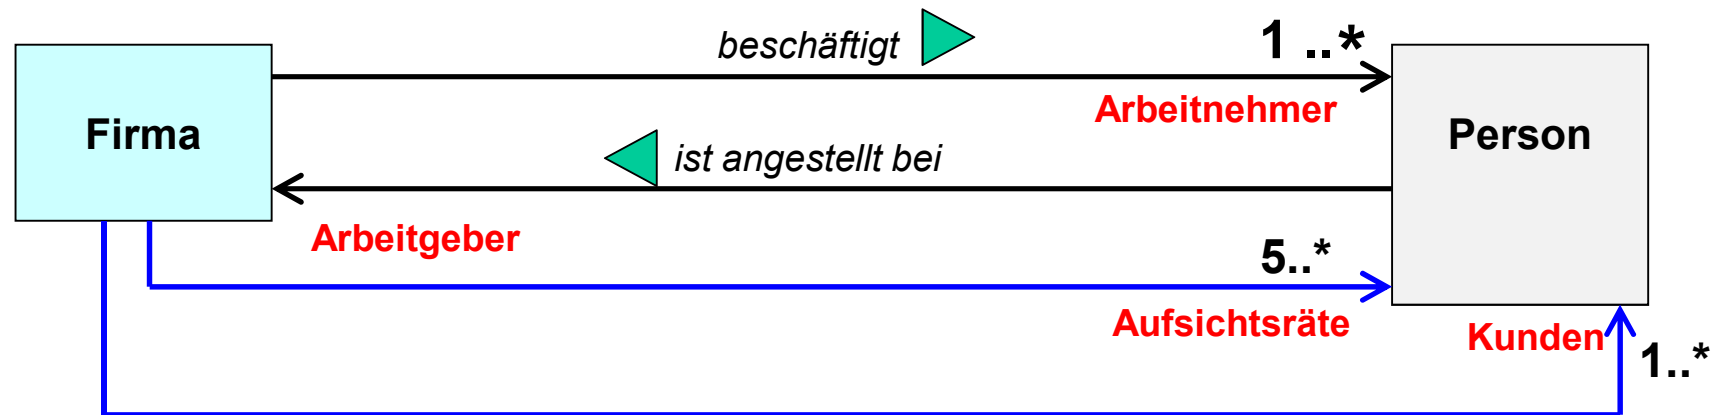 beschäftigt
1 ..*
Arbeitnehmer
Firma
Person
ist angestellt bei
Arbeitgeber
5..*
Aufsichtsräte
Kunden
1..*